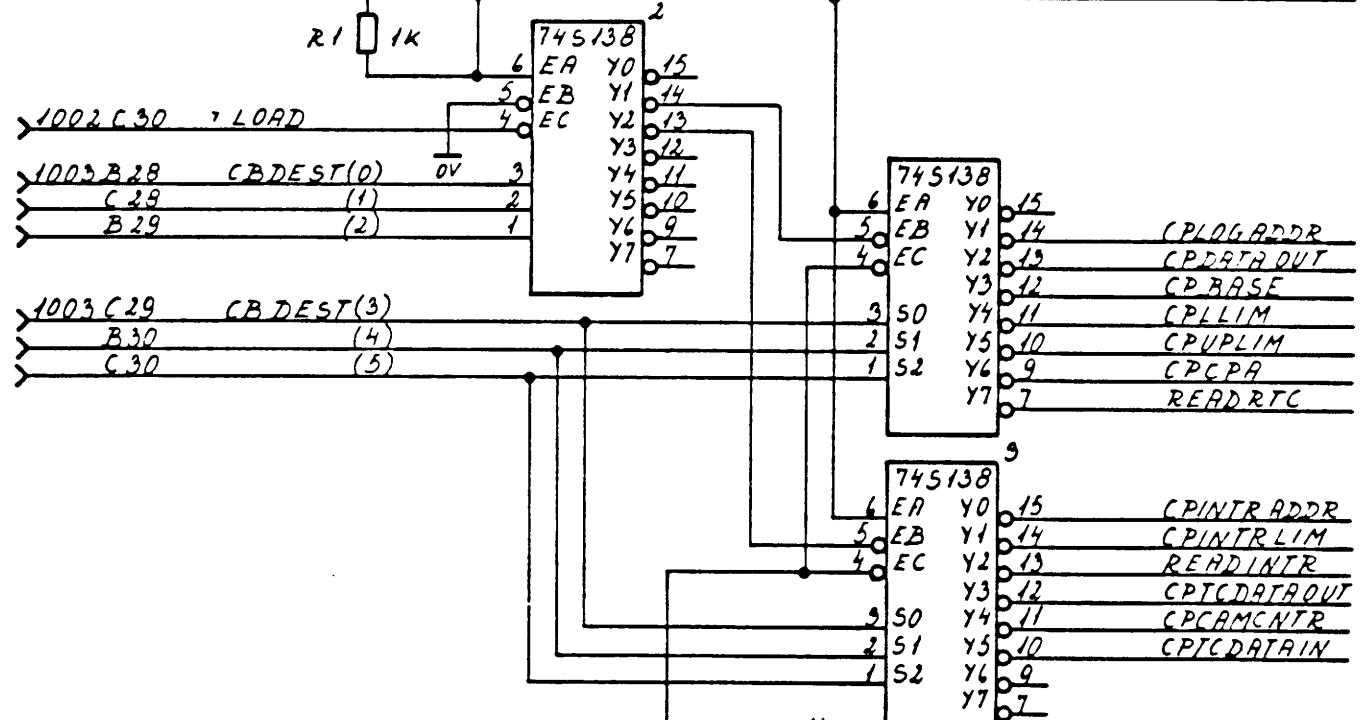 2
R1 1K
74S138
6 EA Y0 15
5 EB Y1 14
1002 C30 LOAD 4 EC Y2 13
Y3 12
0V
1003 B28 CBDEST(0) 3 Y4 11
C28 (1) 2 Y5 10
B29 (2) 1 Y6 9
Y7 7
74S138
6 EA Y0 15
5 EB Y1 14 CPLOGADDR
4 EC Y2 13 CPDATAOUT
Y3 12 CPBASE
1003 C29 CBDEST(3) 3 S0 Y4 11 CPLLIM
B30 (4) 2 S1 Y5 10 CPUPLIM
C30 (5) 1 S2 Y6 9 CPCPA
Y7 7 READRTC
9
74S138
6 EA Y0 15 CPINTRADDR
5 EB Y1 14 CPINTRLIM
4 EC Y2 13 READINTR
Y3 12 CPTCDATAOUT
3 S0 Y4 11 CPCAMCNTR
2 S1 Y5 10 CPTCDATAIN
1 S2 Y6 9
Y7 7